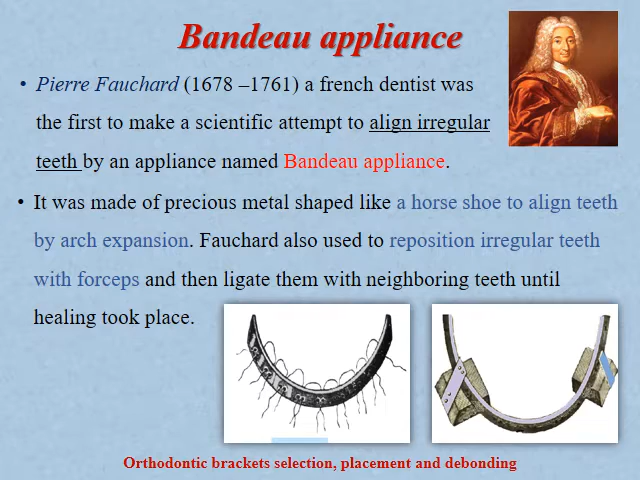 Bandeau appliance
• Pierre Fauchard (1678 –1761) a french dentist was
the first to make a scientific attempt to align irregular
teeth by an appliance named Bandeau appliance.
• It was made of precious metal shaped like a horse shoe to align teeth
by arch expansion. Fauchard also used to reposition irregular teeth
with forceps and then ligate them with neighboring teeth until
healing took place.
Orthodontic brackets selection, placement and debonding